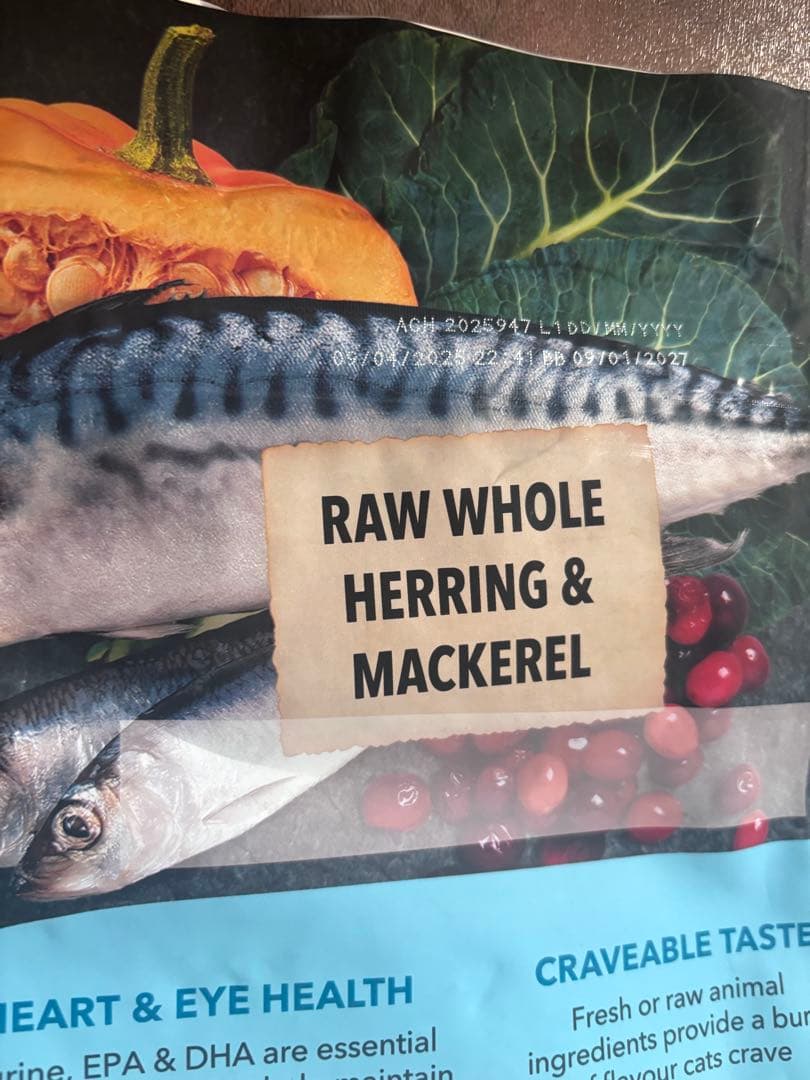 ACH 2025947 L1 DD/MM/YYYY
09/04/2025 22:41 BB 09/01/2027
RAW WHOLE
HERRING &
MACKEREL
HEART & EYE HEALTH
EPA & DHA are essential
maintain
CRAVEABLE TASTE
Fresh or raw animal
ingredients provide a
flavour cats crave